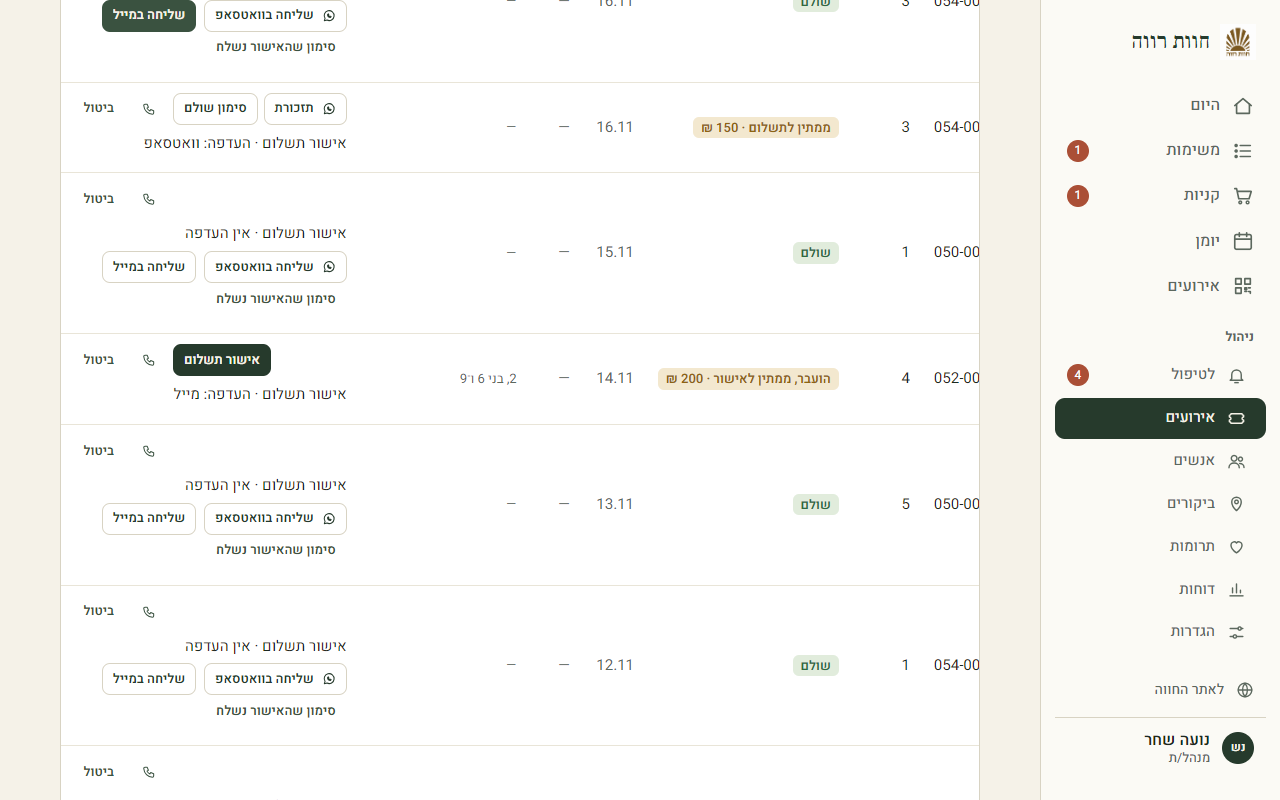 חוות רווה
היום
משימות 1
קניות 1
יומן
אירועים
ניהול
לטיפול 4
אירועים
אנשים
ביקורים
תרומות
דוחות
הגדרות
לאתר החווה
נש
נועה שחר
מנהל/ת
054-00 3 שולם 16.11 — —
שליחה בוואטסאפ שליחה במייל
סימון שהאישור נשלח
054-00 3 ממתין לתשלום · 150 ₪ 16.11 — —
תזכורת סימון שולם ביטול
אישור תשלום · העדפה: וואטסאפ
050-00 1 שולם 15.11 — —
ביטול
אישור תשלום · אין העדפה
שליחה בוואטסאפ שליחה במייל
סימון שהאישור נשלח
052-00 4 הועבר, ממתין לאישור · 200 ₪ 14.11 — 2, בני 6 ו־9
אישור תשלום ביטול
אישור תשלום · העדפה: מייל
050-00 5 שולם 13.11 — —
ביטול
אישור תשלום · אין העדפה
שליחה בוואטסאפ שליחה במייל
סימון שהאישור נשלח
054-00 1 שולם 12.11 — —
ביטול
אישור תשלום · אין העדפה
שליחה בוואטסאפ שליחה במייל
סימון שהאישור נשלח
ביטול